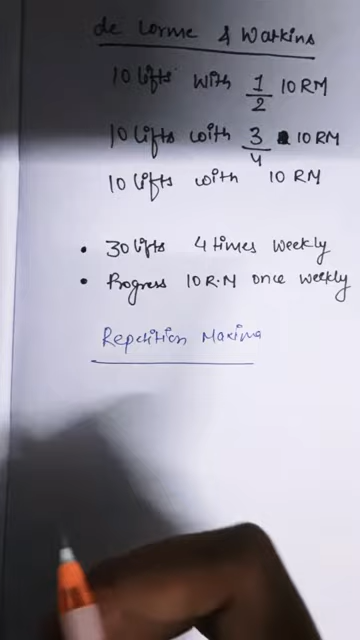 de Lorme & Watkins
10 lifts with 1/2 10 RM
10 lifts with 3/4 10 RM
10 lifts with 10 RM
• 30 lifts 4 times weekly
• Progress 10 R.M once weekly
Repetition Maxima